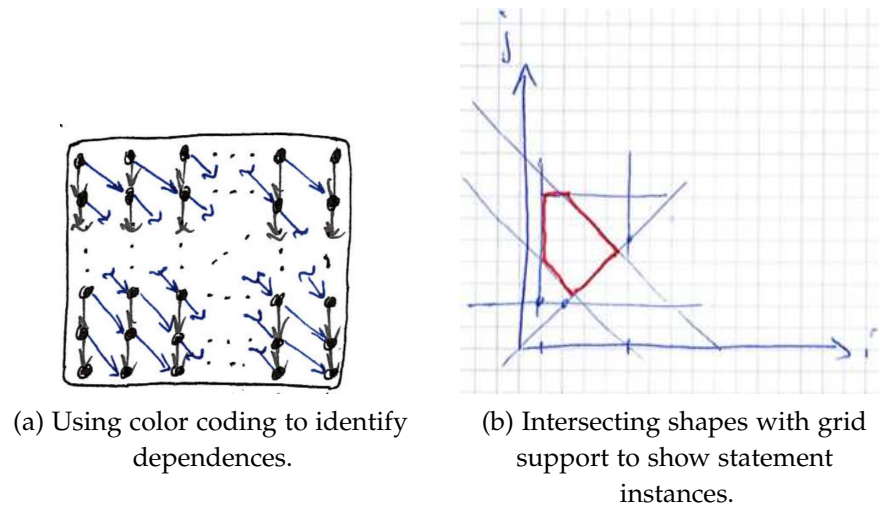 j
i
(a) Using color coding to identify
dependences.
(b) Intersecting shapes with grid
support to show statement
instances.